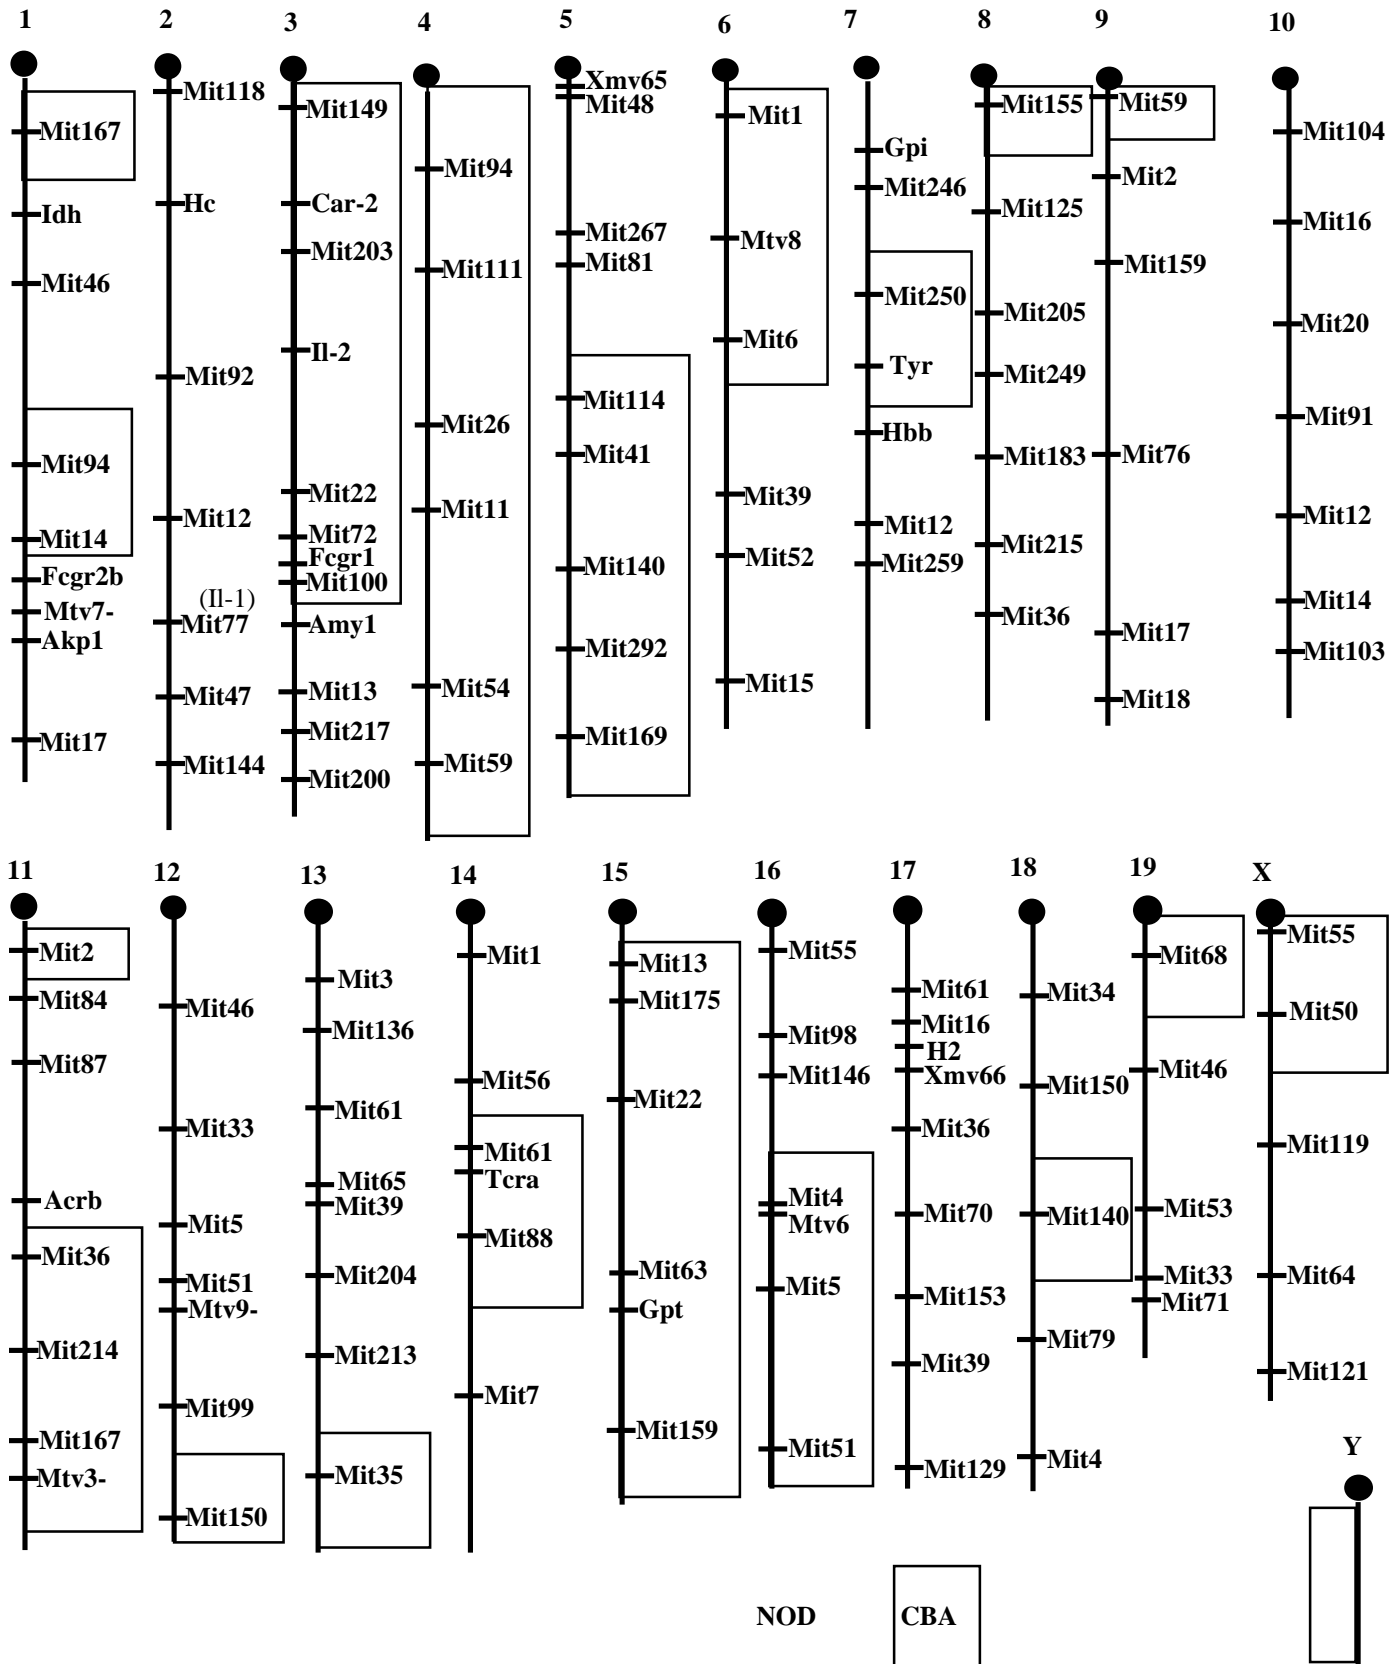 1 2 3 4 5 6 7 8 9 10
Mit167
Idh
Mit46
Mit94
Mit14
Fcgr2b
Mtv7-
Akp1
Mit17
Mit118
Hc
Mit92
Mit12
(Il-1)
Mit77
Mit47
Mit144
Mit149
Car-2
Mit203
Il-2
Mit22
Mit72
Fcgr1
Mit100
Amy1
Mit13
Mit217
Mit200
Mit94
Mit111
Mit26
Mit11
Mit54
Mit59
Xmv65
Mit48
Mit267
Mit81
Mit114
Mit41
Mit140
Mit292
Mit169
Mit1
Mtv8
Mit6
Mit39
Mit52
Mit15
Gpi
Mit246
Mit250
Tyr
Hbb
Mit12
Mit259
Mit155
Mit125
Mit205
Mit249
Mit183
Mit215
Mit36
Mit59
Mit2
Mit159
Mit76
Mit17
Mit18
Mit104
Mit16
Mit20
Mit91
Mit12
Mit14
Mit103
11 12 13 14 15 16 17 18 19 X
Mit2
Mit84
Mit87
Acrb
Mit36
Mit214
Mit167
Mtv3-
Mit46
Mit33
Mit5
Mit51
Mtv9-
Mit99
Mit150
Mit3
Mit136
Mit61
Mit65
Mit39
Mit204
Mit213
Mit35
Mit1
Mit56
Mit61
Tcra
Mit88
Mit7
Mit13
Mit175
Mit22
Mit63
Gpt
Mit159
Mit55
Mit98
Mit146
Mit4
Mtv6
Mit5
Mit51
Mit61
Mit16
H2
Xmv66
Mit36
Mit70
Mit153
Mit39
Mit129
Mit34
Mit150
Mit140
Mit79
Mit4
Mit68
Mit46
Mit53
Mit33
Mit71
Mit55
Mit50
Mit119
Mit64
Mit121
Y
NOD CBA